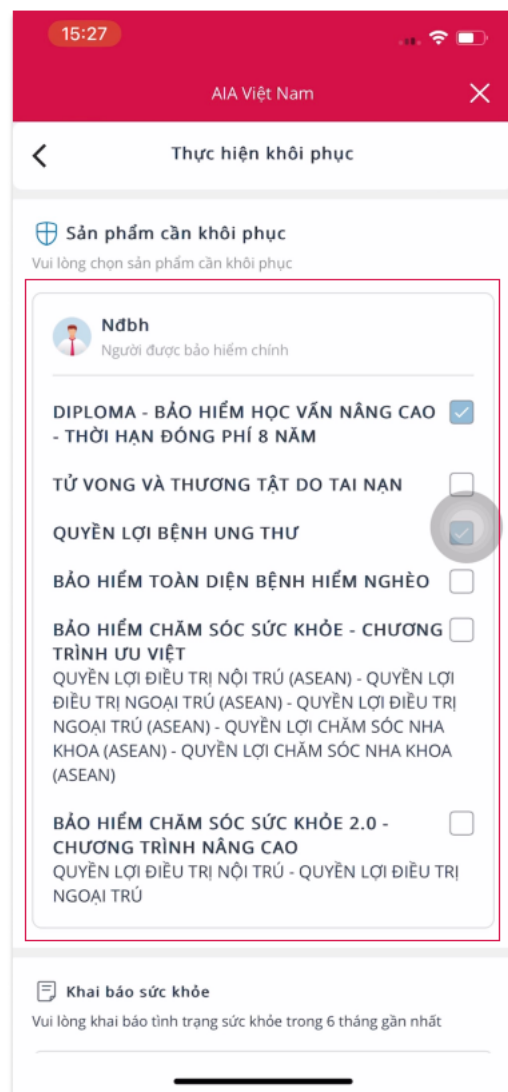 15:27
AIA Việt Nam
Thực hiện khôi phục
Sản phẩm cần khôi phục
Vui lòng chọn sản phẩm cần khôi phục
Nđbh
Người được bảo hiểm chính
DIPLOMA - BẢO HIỂM HỌC VẤN NÂNG CAO
- THỜI HẠN ĐÓNG PHÍ 8 NĂM
TỬ VONG VÀ THƯƠNG TẬT DO TAI NẠN
QUYỀN LỢI BỆNH UNG THƯ
BẢO HIỂM TOÀN DIỆN BỆNH HIỂM NGHÈO
BẢO HIỂM CHĂM SÓC SỨC KHỎE - CHƯƠNG
TRÌNH ƯU VIỆT
QUYỀN LỢI ĐIỀU TRỊ NỘI TRÚ (ASEAN) - QUYỀN LỢI
ĐIỀU TRỊ NGOẠI TRÚ (ASEAN) - QUYỀN LỢI ĐIỀU TRỊ
NGOẠI TRÚ (ASEAN) - QUYỀN LỢI CHĂM SÓC NHA
KHOA (ASEAN) - QUYỀN LỢI CHĂM SÓC NHA KHOA
(ASEAN)
BẢO HIỂM CHĂM SÓC SỨC KHỎE 2.0 -
CHƯƠNG TRÌNH NÂNG CAO
QUYỀN LỢI ĐIỀU TRỊ NỘI TRÚ - QUYỀN LỢI ĐIỀU TRỊ
NGOẠI TRÚ
Khai báo sức khỏe
Vui lòng khai báo tình trạng sức khỏe trong 6 tháng gần nhất